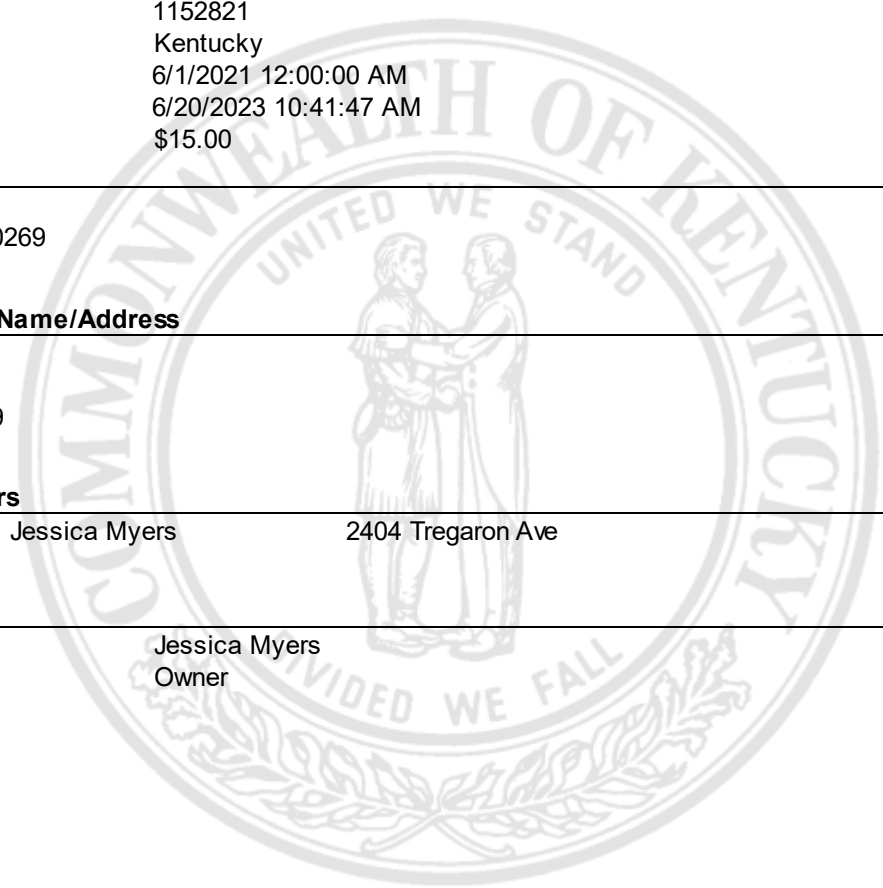 1152821
Kentucky
6/1/2021 12:00:00 AM
6/20/2023 10:41:47 AM
$15.00
0269
Name/Address
9
rs
Jessica Myers 2404 Tregaron Ave
Jessica Myers
Owner
COMMONWEALTH OF KENTUCKY
UNITED WE STAND
DIVIDED WE FALL